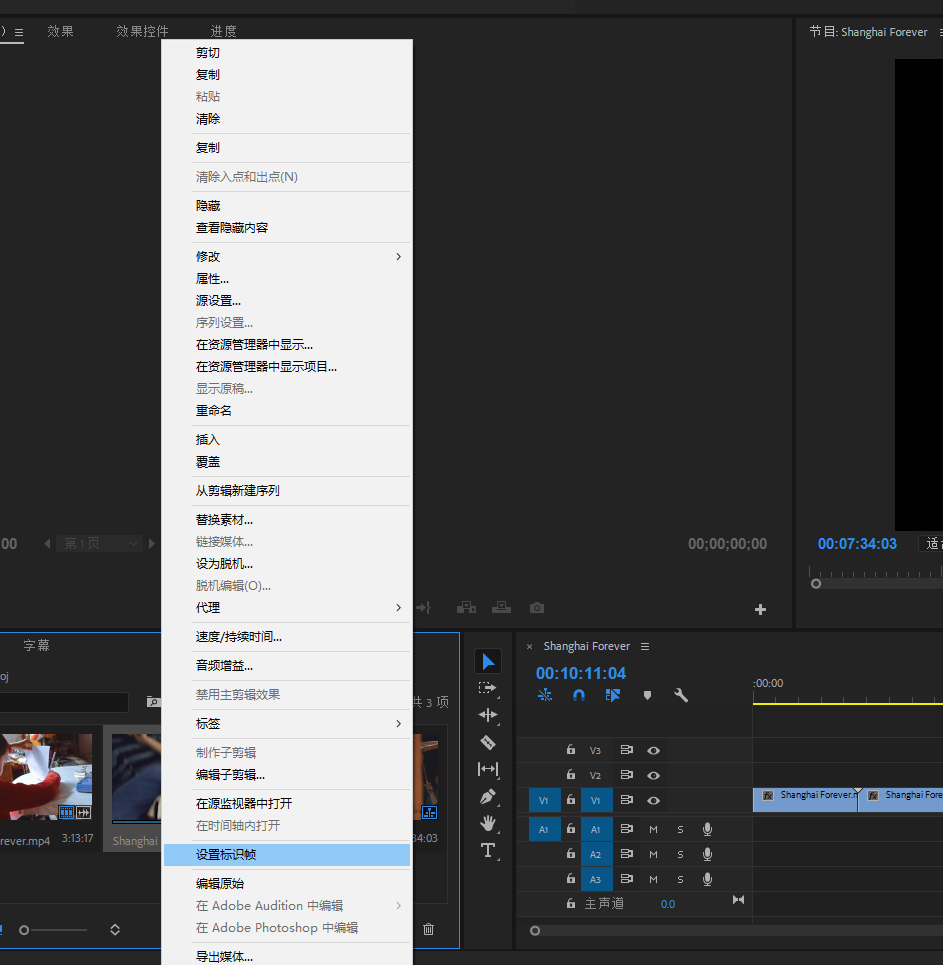 效果
效果控件
进度
节目: Shanghai Forever
剪切
复制
粘贴
清除
复制
清除入点和出点(N)
隐藏
查看隐藏内容
修改
属性...
源设置...
序列设置...
在资源管理器中显示...
在资源管理器中显示项目...
显示原稿...
重命名
插入
覆盖
从剪辑新建序列
替换素材...
链接媒体...
设为脱机...
脱机编辑(O)...
代理
速度/持续时间...
音频增益...
禁用主剪辑效果
标签
制作子剪辑
编辑子剪辑...
在源监视器中打开
在时间轴内打开
设置标识帧
编辑原始
在 Adobe Audition 中编辑
在 Adobe Photoshop 中编辑
导出媒体...
00
第1页
00;00;00;00
00:07:34:03
适
字幕
oj
共 3 项
rever.mp4
3:13:17
Shanghai
34:03
× Shanghai Forever
00:10:11:04
:00:00
V3
V2
V1 V1
Shanghai Forever.m
Shanghai Fore
A1 A1 M S
A2 M S
A3 M S
主声道 0.0